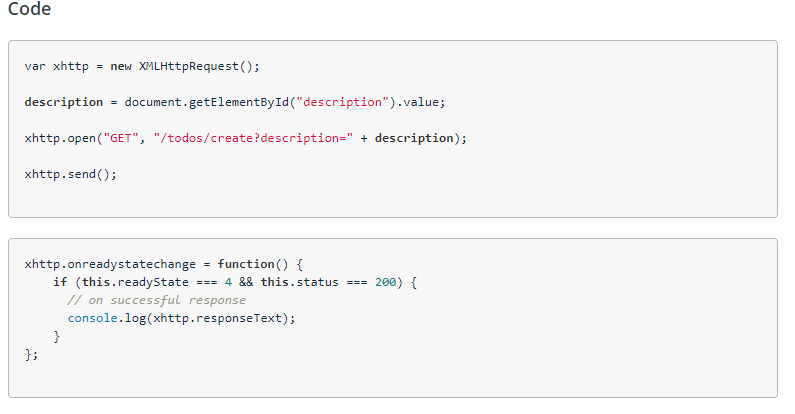 Code
var xhttp = new XMLHttpRequest();
description = document.getElementById("description").value;
xhttp.open("GET", "/todos/create?description=" + description);
xhttp.send();
xhttp.onreadystatechange = function() {
    if (this.readyState === 4 && this.status === 200) {
      // on successful response
      console.log(xhttp.responseText);
    }
};